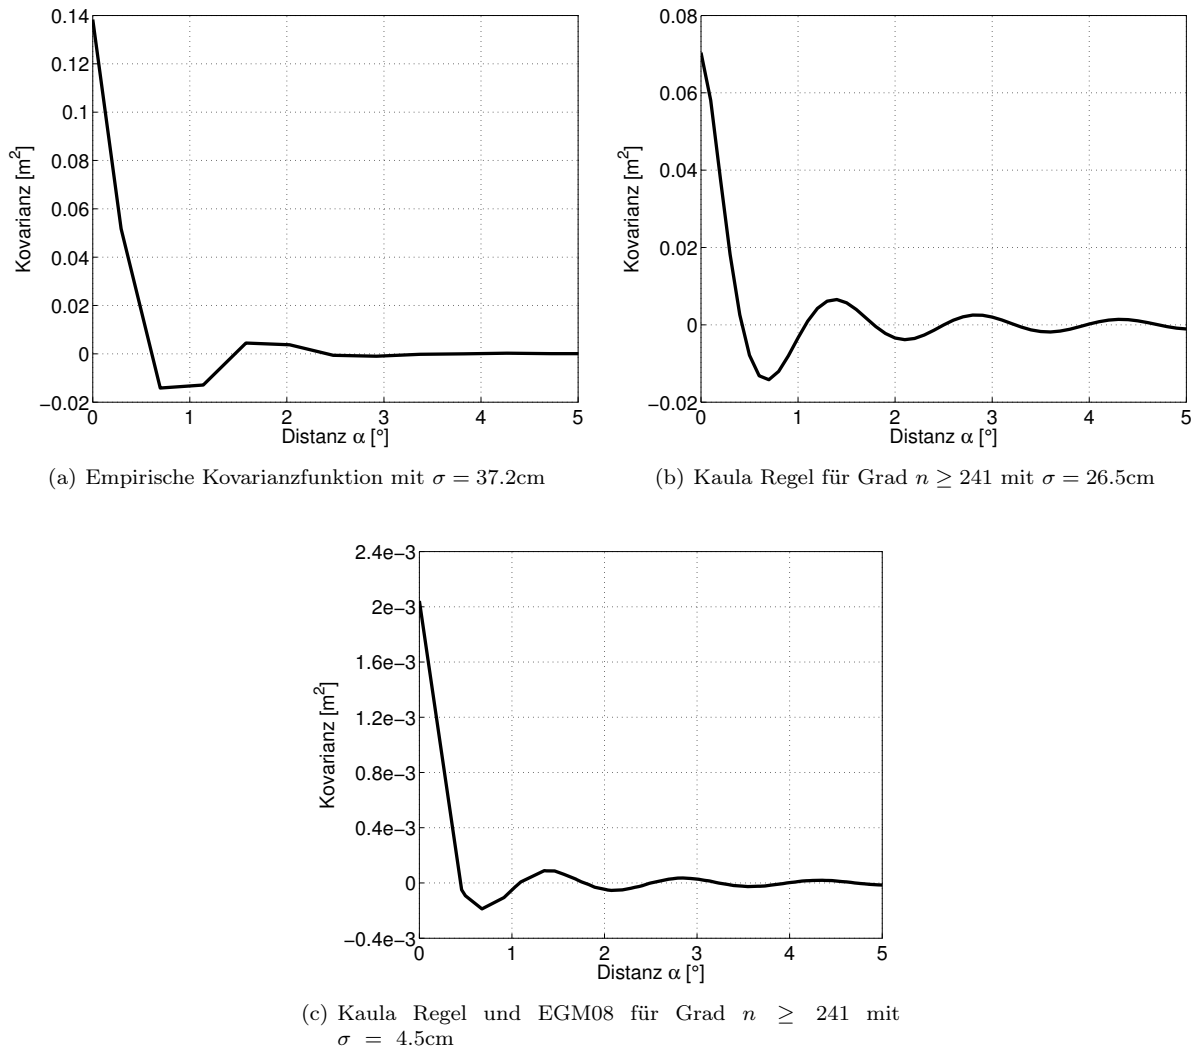 0.14
0.12
0.1
0.08
0.06
0.04
0.02
0
−0.02
Kovarianz [m²]
0 1 2 3 4 5
Distanz α [°]
(a) Empirische Kovarianzfunktion mit σ = 37.2cm
0.08
0.06
0.04
0.02
0
−0.02
Kovarianz [m²]
0 1 2 3 4 5
Distanz α [°]
(b) Kaula Regel für Grad n ≥ 241 mit σ = 26.5cm
2.4e−3
2e−3
1.6e−3
1.2e−3
0.8e−3
0.4e−3
0
−0.4e−3
Kovarianz [m²]
0 1 2 3 4 5
Distanz α [°]
(c) Kaula Regel und EGM08 für Grad n ≥ 241 mit
σ = 4.5cm